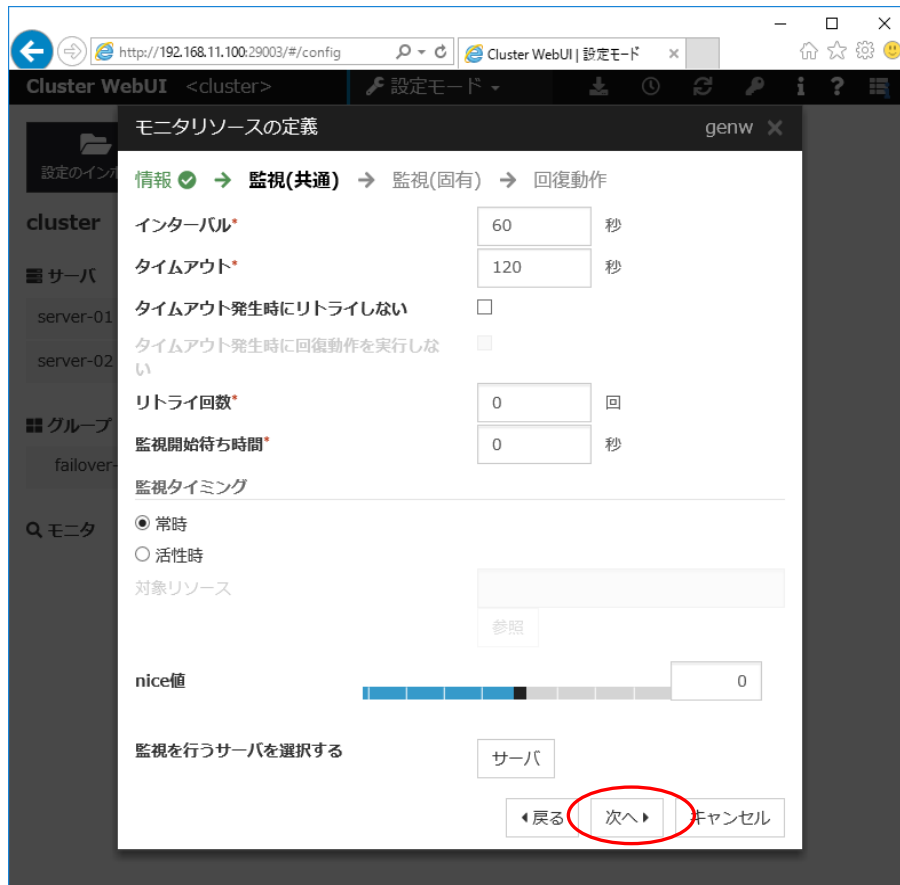 http://192.168.11.100:29003/#/config
Cluster WebUI | 設定モード
Cluster WebUI <cluster> 設定モード
モニタリソースの定義 genw
設定のインポ
情報 → 監視(共通) → 監視(固有) → 回復動作
cluster
インターバル* 60 秒
サーバ
タイムアウト* 120 秒
server-01
タイムアウト発生時にリトライしない
server-02
タイムアウト発生時に回復動作を実行しな
い
リトライ回数* 0 回
グループ
監視開始待ち時間* 0 秒
failover-
監視タイミング
モニタ
常時
活性時
対象リソース
参照
nice値 0
監視を行うサーバを選択する サーバ
戻る 次へ キャンセル